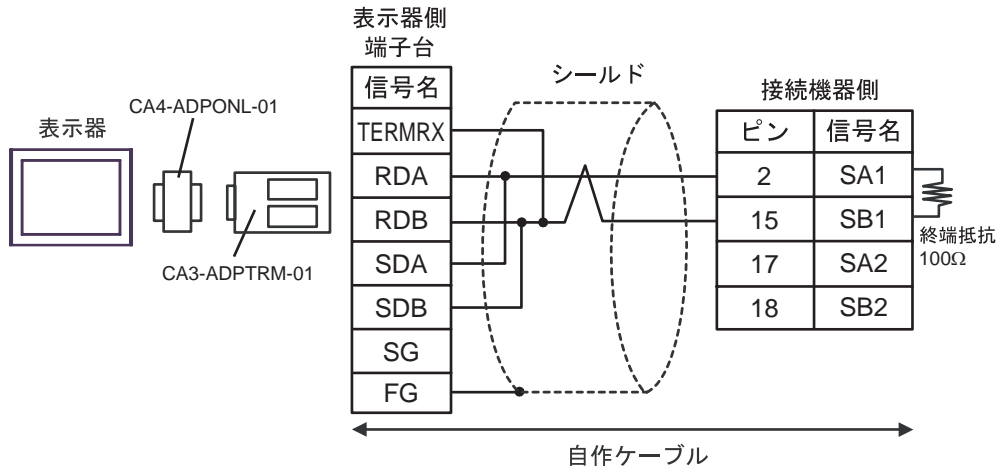 表示器側
端子台
シールド
接続機器側
CA4-ADPONL-01
表示器
CA3-ADPTRM-01
信号名
TERMRX
RDA
RDB
SDA
SDB
SG
FG
ピン 信号名
2 SA1
15 SB1
17 SA2
18 SB2
終端抵抗
100Ω
自作ケーブル